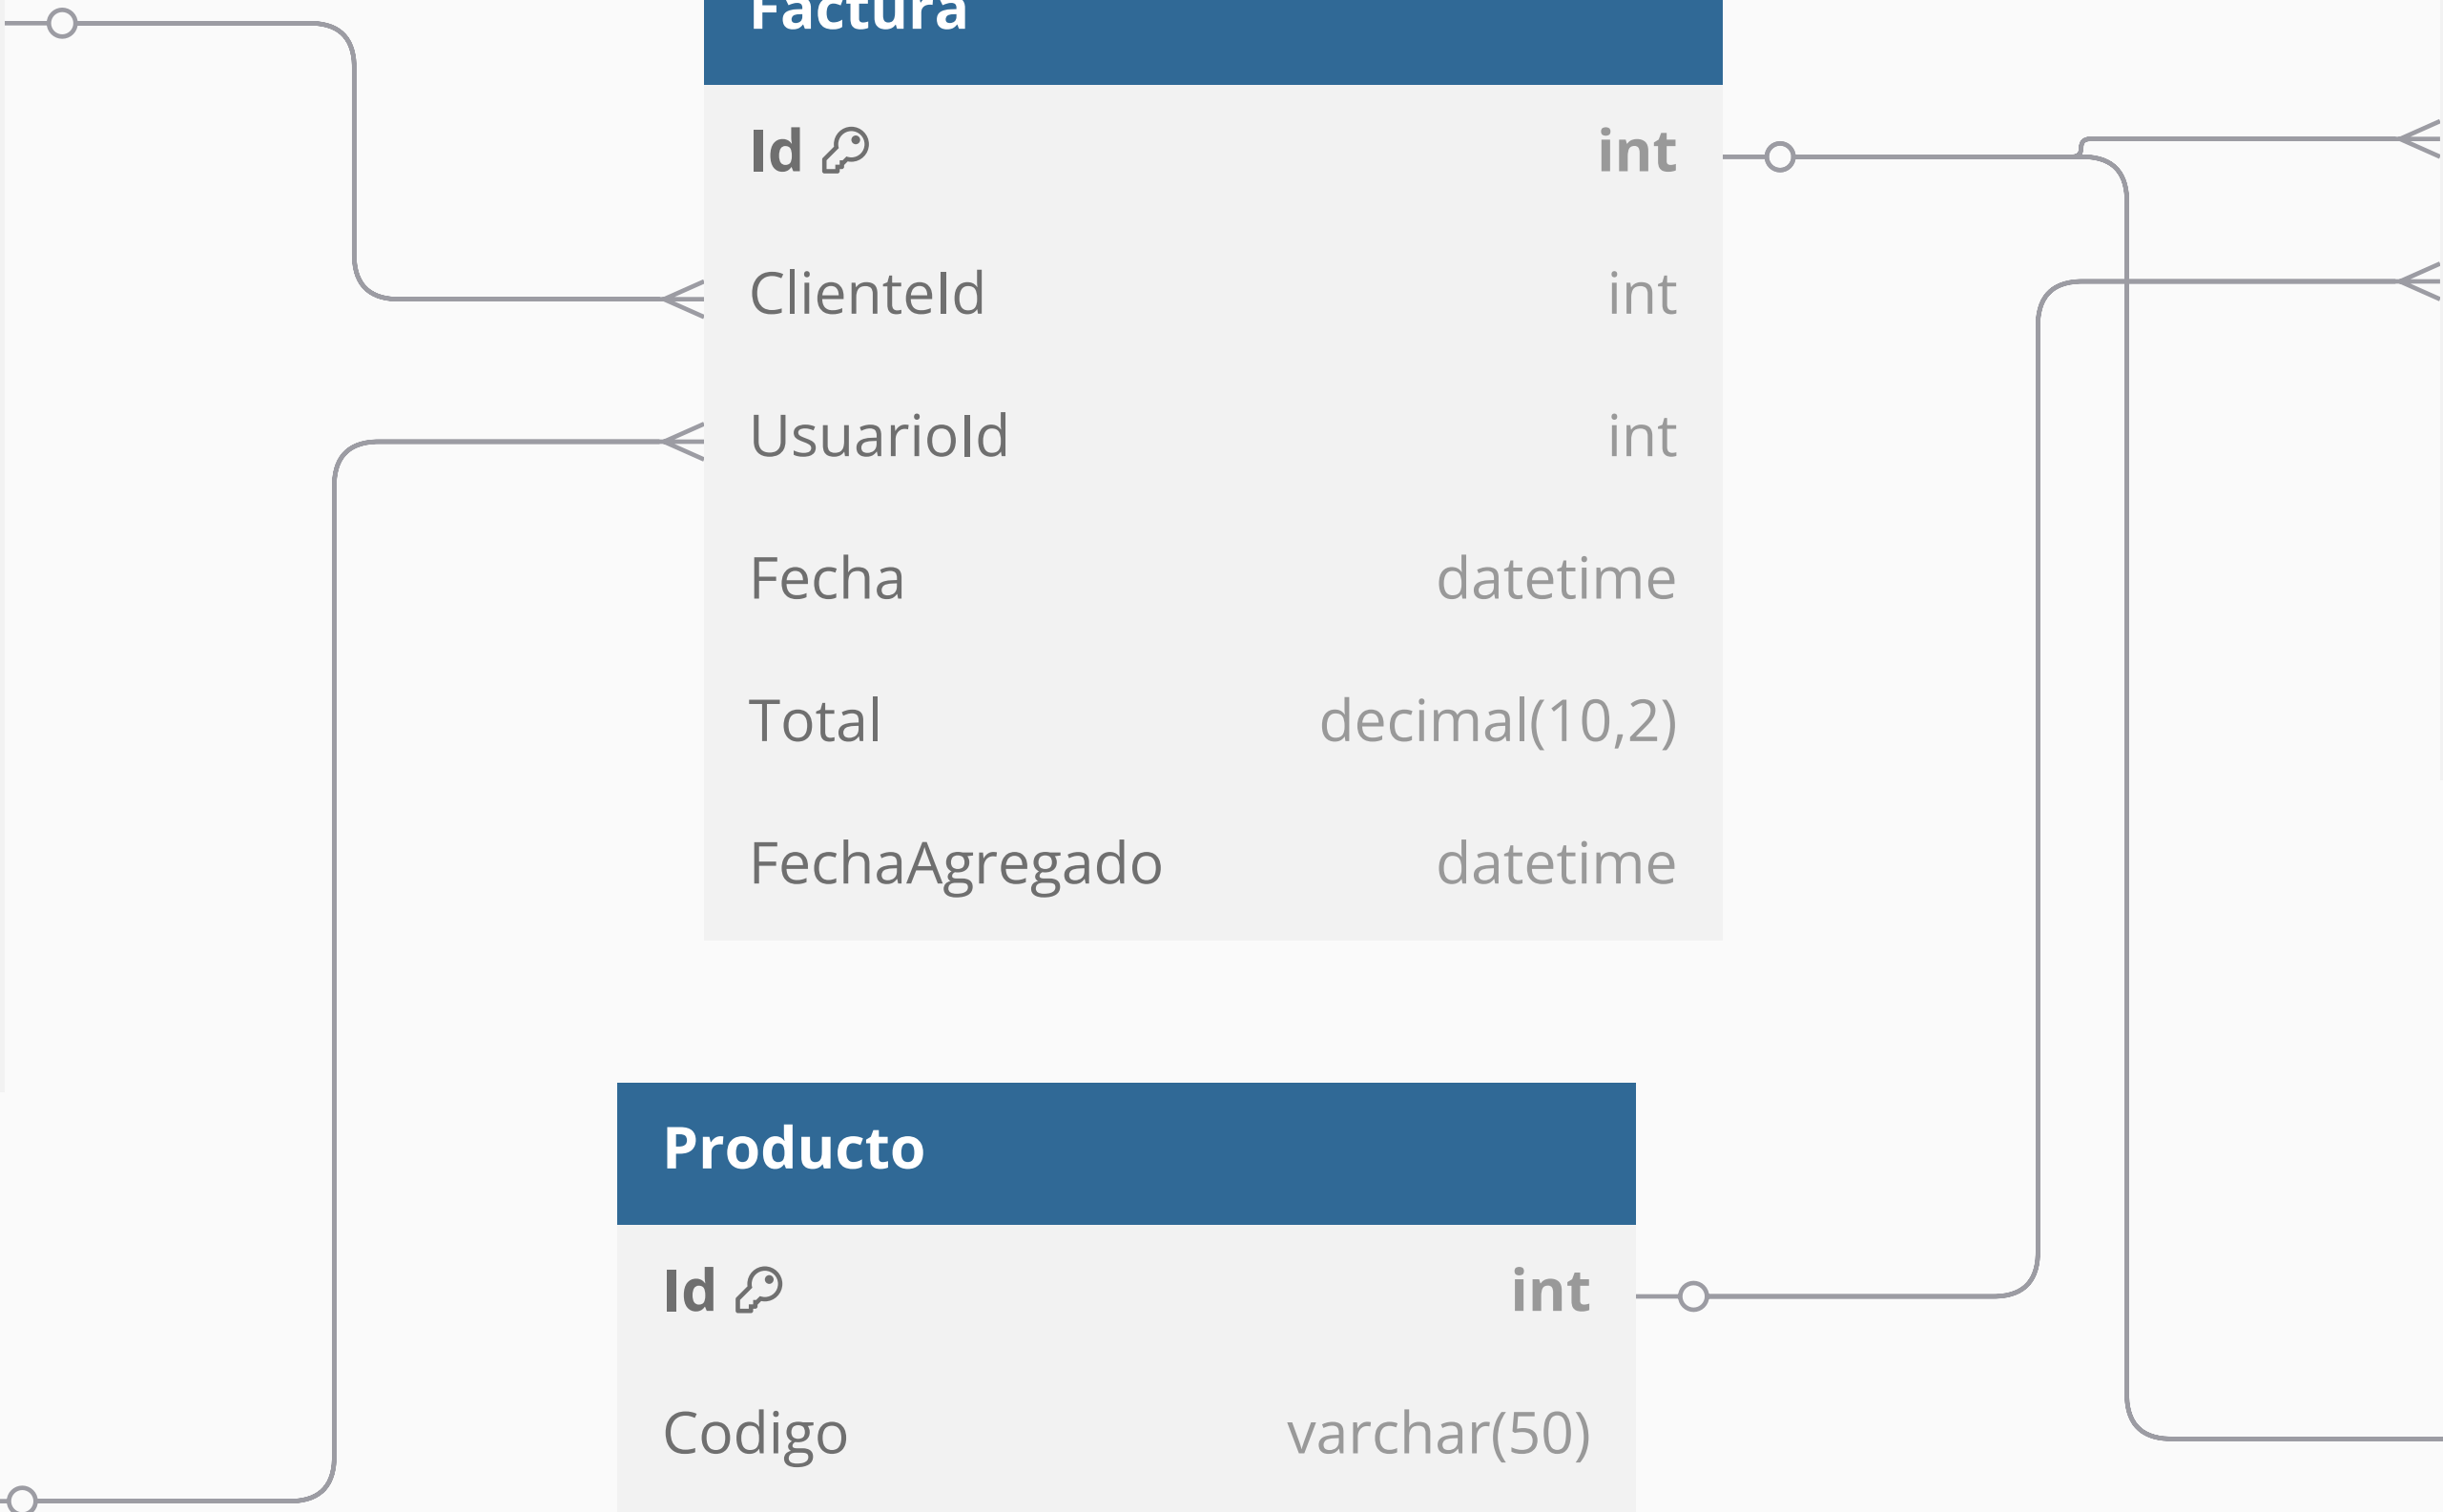 Factura
Id int
ClienteId int
UsuarioId int
Fecha datetime
Total decimal(10,2)
FechaAgregado datetime
Producto
Id int
Codigo varchar(50)